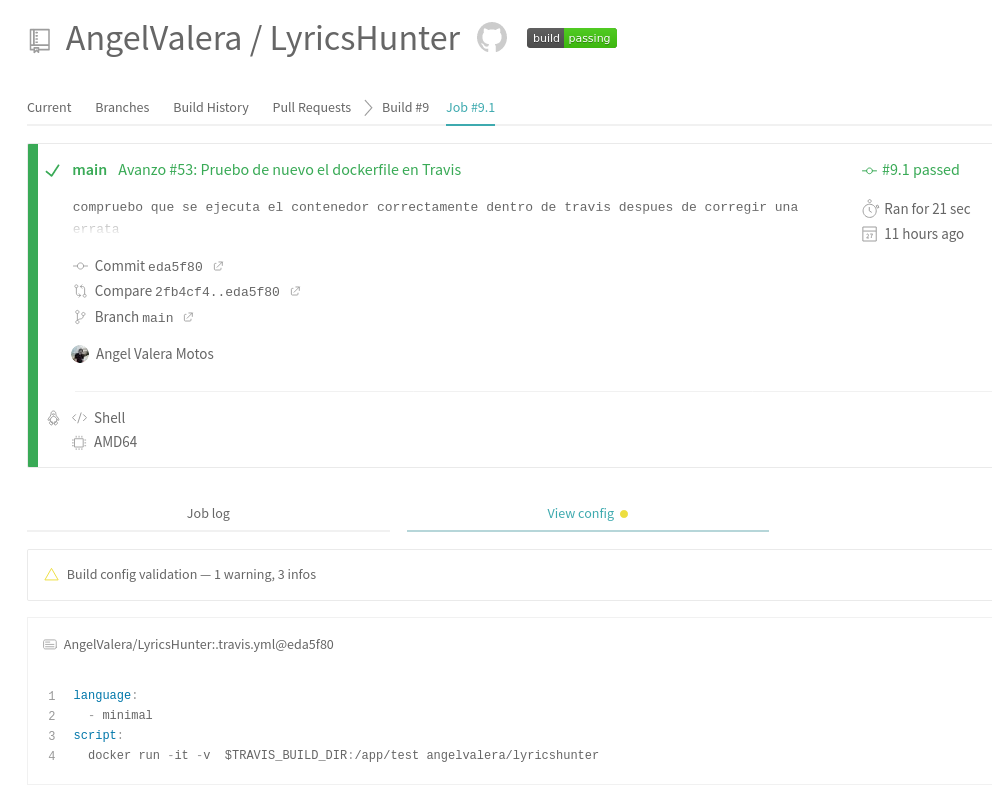 AngelValera / LyricsHunter build passing
Current Branches Build History Pull Requests Build #9 Job #9.1
main Avanzo #53: Pruebo de nuevo el dockerfile en Travis
#9.1 passed
compruebo que se ejecuta el contenedor correctamente dentro de travis despues de corregir una
errata
Ran for 21 sec
11 hours ago
Commit eda5f80
Compare 2fb4cf4..eda5f80
Branch main
Angel Valera Motos
Shell
AMD64
Job log View config
Build config validation — 1 warning, 3 infos
AngelValera/LyricsHunter:.travis.yml@eda5f80
1 language:
2   - minimal
3 script:
4   docker run -it -v  $TRAVIS_BUILD_DIR:/app/test angelvalera/lyricshunter